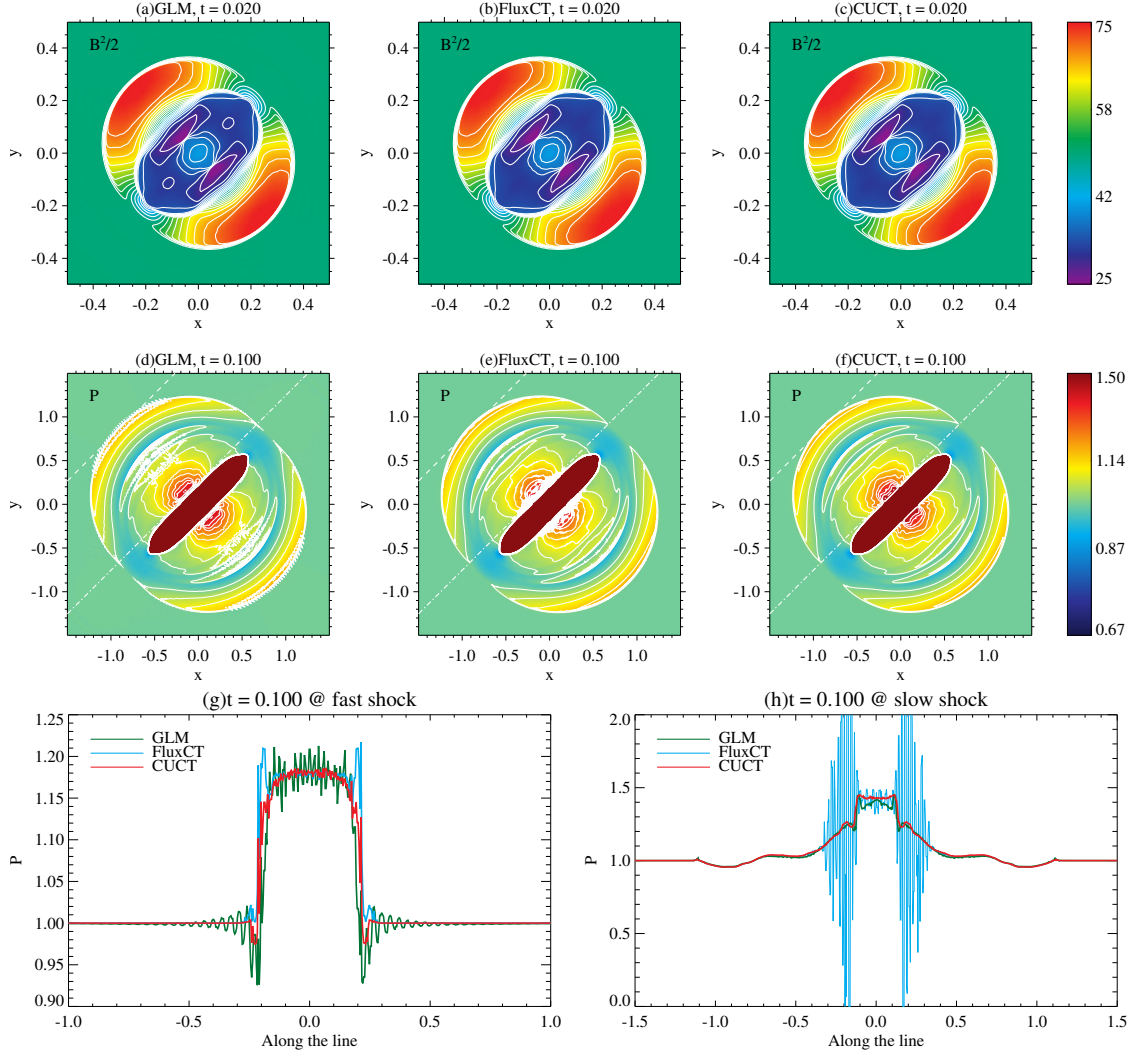 (a)GLM, t = 0.020
(b)FluxCT, t = 0.020
(c)CUCT, t = 0.020
B²/2
B²/2
B²/2
0.4
0.2
0.0
-0.2
-0.4
y
y
y
-0.4 -0.2 0.0 0.2 0.4
-0.4 -0.2 0.0 0.2 0.4
-0.4 -0.2 0.0 0.2 0.4
x
x
x
75
58
42
25
(d)GLM, t = 0.100
(e)FluxCT, t = 0.100
(f)CUCT, t = 0.100
P
P
P
1.0
0.5
0.0
-0.5
-1.0
y
y
y
-1.0 -0.5 0.0 0.5 1.0
-1.0 -0.5 0.0 0.5 1.0
-1.0 -0.5 0.0 0.5 1.0
x
x
x
1.50
1.14
0.87
0.67
(g)t = 0.100 @ fast shock
GLM
FluxCT
CUCT
1.25
1.20
1.15
1.10
1.05
1.00
0.95
0.90
P
-1.0 -0.5 0.0 0.5 1.0
Along the line
(h)t = 0.100 @ slow shock
GLM
FluxCT
CUCT
2.0
1.5
1.0
0.5
0.0
P
-1.5 -1.0 -0.5 0.0 0.5 1.0 1.5
Along the line